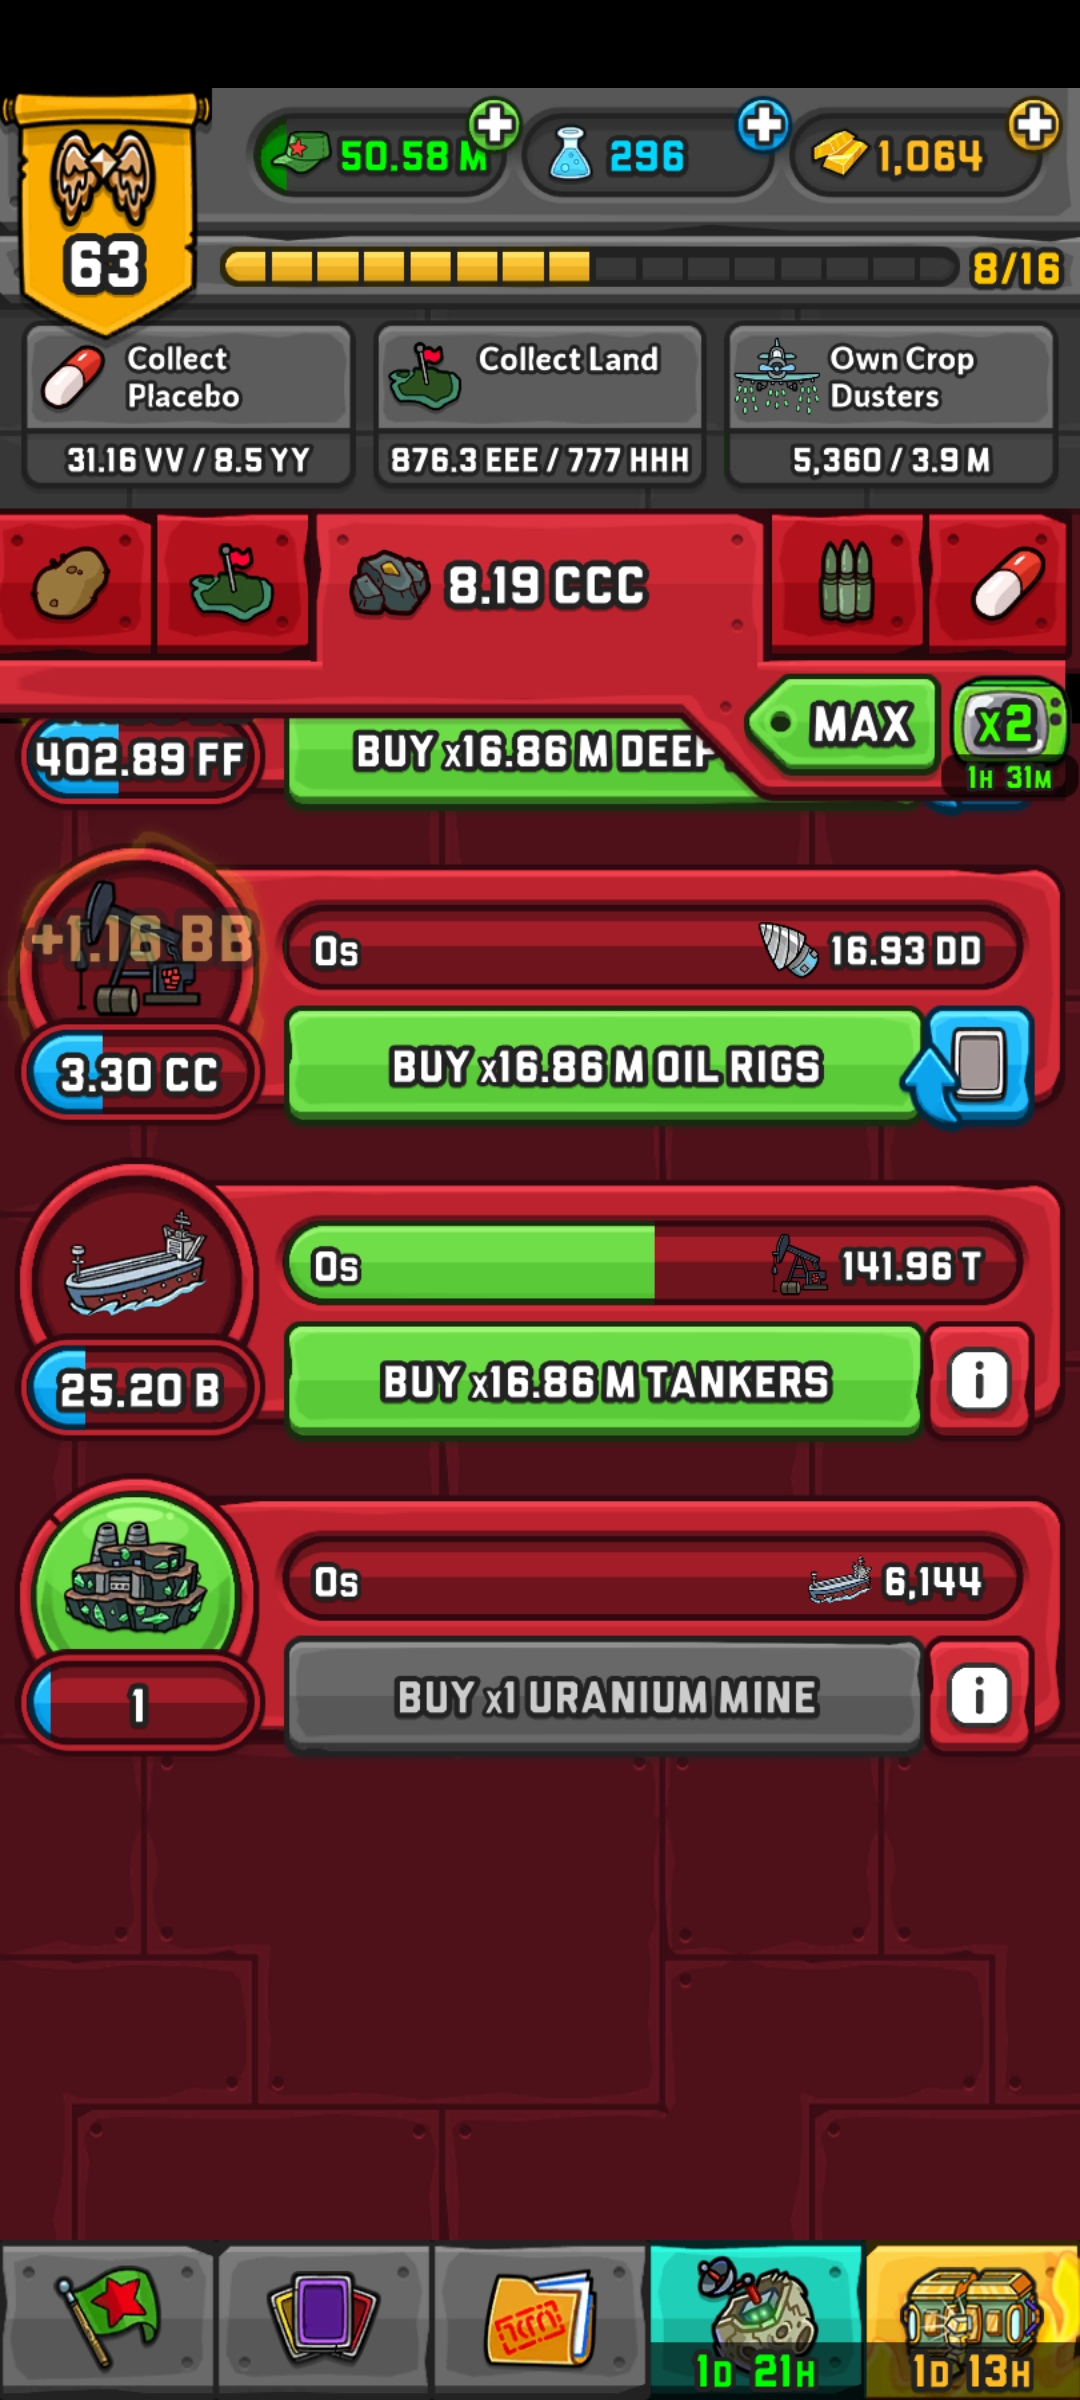 50.58 M
296
1,064
63
8/16
Collect Placebo
31.16 VV / 8.5 YY
Collect Land
876.3 EEE / 777 HHH
Own Crop Dusters
5,360 / 3.9 M
8.19 CCC
MAX
x2
1H 31M
402.89 FF
BUY x16.86 M DEEP
+1.16 BB
0s
16.93 DD
3.30 CC
BUY x16.86 M OIL RIGS
0s
141.96 T
25.20 B
BUY x16.86 M TANKERS
i
0s
6,144
1
BUY x1 URANIUM MINE
i
1D 21H
1D 13H